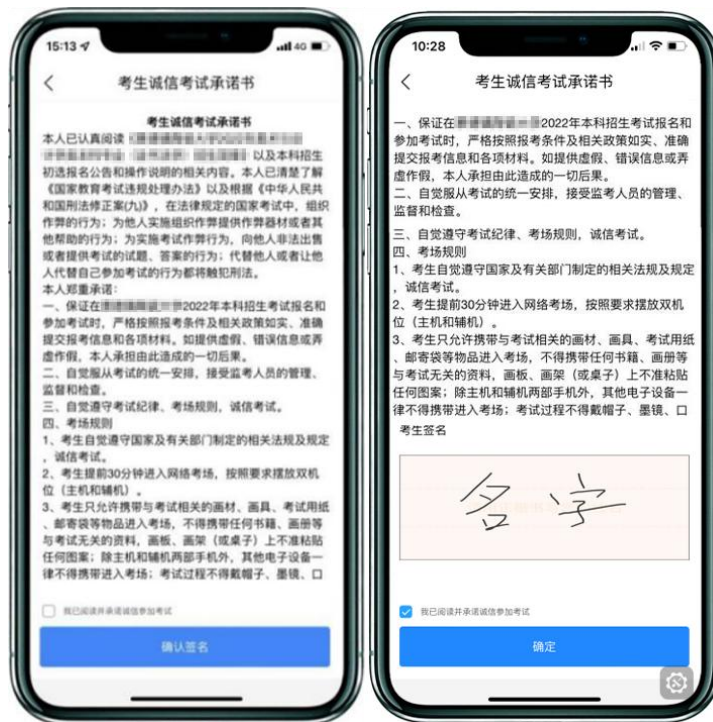 15:13
4G
考生诚信考试承诺书
考生诚信考试承诺书
本人已认真阅读
以及本科招生
初选报名公告和操作说明的相关内容。本人已清楚了解
《国家教育考试违规处理办法》以及根据《中华人民共
和国刑法修正案(九)》，在法律规定的国家考试中，组织
作弊的行为；为他人实施组织作弊提供作弊器材或者其
他帮助的行为；为实施考试作弊行为，向他人非法出售
或者提供考试的试题、答案的行为；代替他人或者让他
人代替自己参加考试的行为都将触犯刑法。
本人郑重承诺：
一、保证在2022年本科招生考试报名和
参加考试时，严格按照报考条件及相关政策如实、准确
提交报考信息和各项材料。如提供虚假、错误信息或弄
虚作假，本人承担由此造成的一切后果。
二、自觉服从考试的统一安排，接受监考人员的管理、
监督和检查。
三、自觉遵守考试纪律、考场规则，诚信考试。
四、考场规则
1、考生自觉遵守国家及有关部门制定的相关法规及规定
，诚信考试。
2、考生提前30分钟进入网络考场，按照要求摆放双机
位（主机和辅机）。
3、考生只允许携带与考试相关的画材、画具、考试用纸
、邮寄袋等物品进入考场，不得携带任何书籍、画册等
与考试无关的资料，画板、画架（或桌子）上不准粘贴
任何图案；除主机和辅机两部手机外，其他电子设备一
律不得携带进入考场；考试过程不得戴帽子、墨镜、口
我已阅读并承诺诚信参加考试
确认签名
10:28
考生诚信考试承诺书
一、保证在2022年本科招生考试报名和
参加考试时，严格按照报考条件及相关政策如实、准确
提交报考信息和各项材料。如提供虚假、错误信息或弄
虚作假，本人承担由此造成的一切后果。
二、自觉服从考试的统一安排，接受监考人员的管理、
监督和检查。
三、自觉遵守考试纪律、考场规则，诚信考试。
四、考场规则
1、考生自觉遵守国家及有关部门制定的相关法规及规定
，诚信考试。
2、考生提前30分钟进入网络考场，按照要求摆放双机
位（主机和辅机）。
3、考生只允许携带与考试相关的画材、画具、考试用纸
、邮寄袋等物品进入考场，不得携带任何书籍、画册等
与考试无关的资料，画板、画架（或桌子）上不准粘贴
任何图案；除主机和辅机两部手机外，其他电子设备一
律不得携带进入考场；考试过程不得戴帽子、墨镜、口
考生签名
名字
我已阅读并承诺诚信参加考试
确定